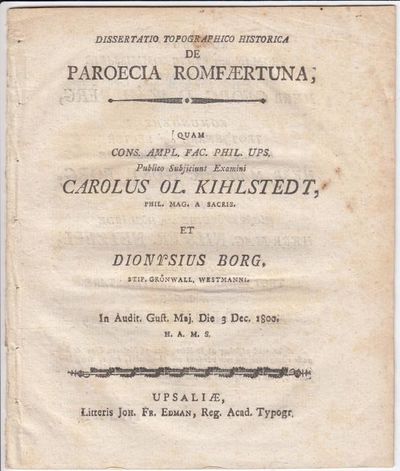 DISSERTATIO TOPOGRAPHICO HISTORICA
DE
PAROECIA ROMFÆRTUNA,
QUAM
CONS. AMPL. FAC. PHIL. UPS.
Publico Subjiciunt Examini
CAROLUS OL. KIHLSTEDT,
PHIL. MAG. A SACRIS.
ET
DIONYSIUS BORG,
STIP. GRÖNWALL, WESTMANNI.
In Audit. Guſt. Maj. Die 3 Dec. 1800.
H. A. M. S.
UPSALIÆ,
Litteris JOH. FR. EDMAN, Reg. Acad. Typogr.